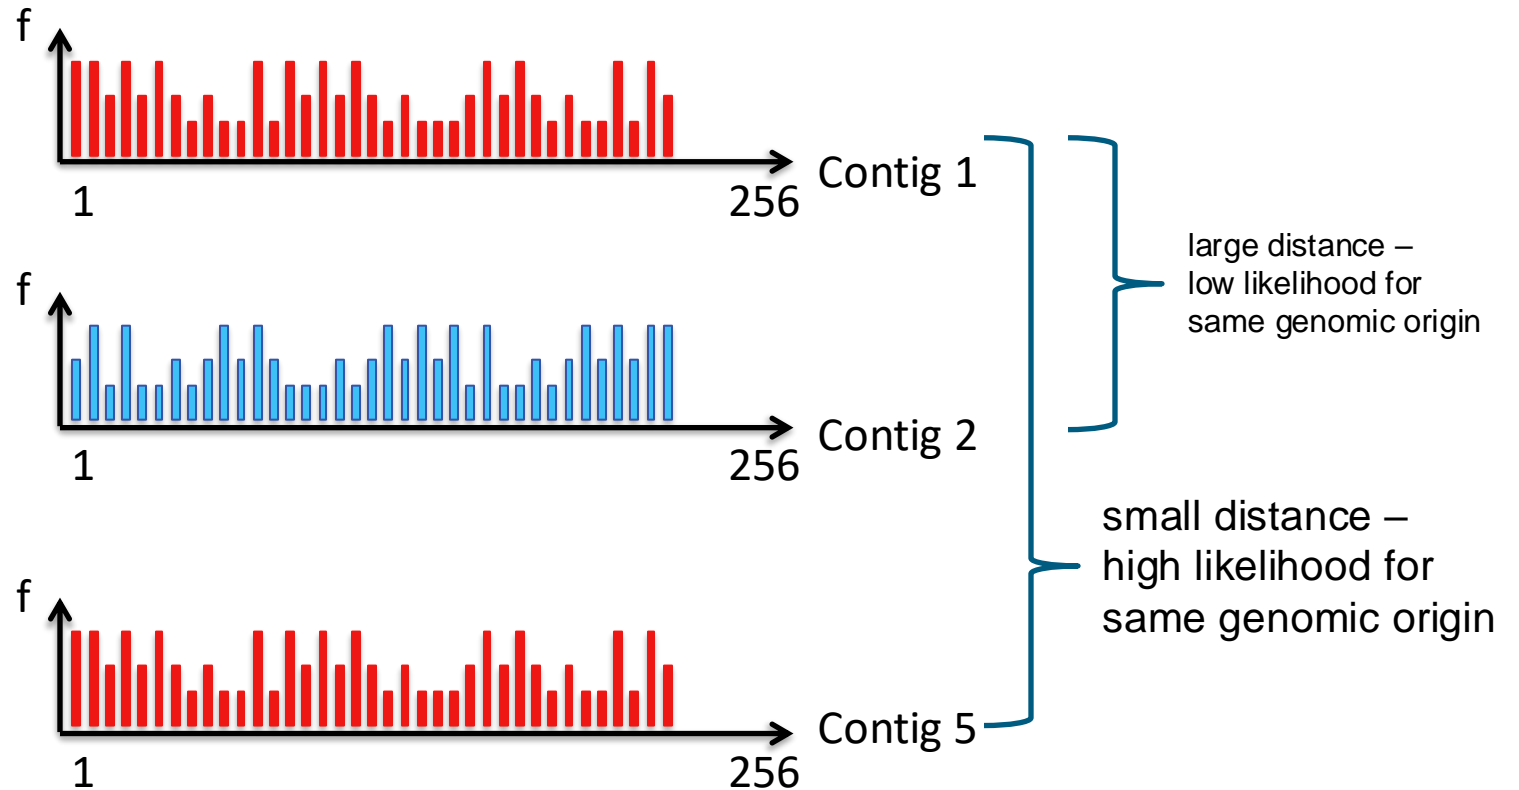 f
1
256
Contig 1
large distance –
low likelihood for
same genomic origin
f
1
256
Contig 2
small distance –
high likelihood for
same genomic origin
f
1
256
Contig 5